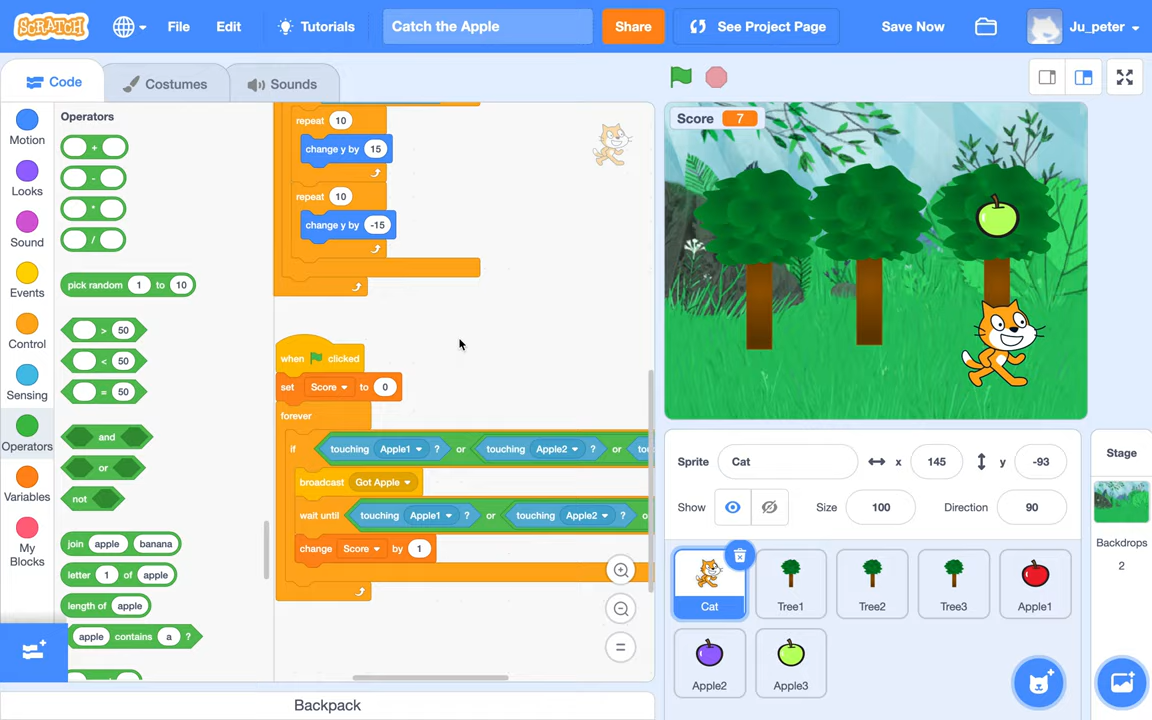 SCRATCH File Edit Tutorials Catch the Apple Share See Project Page Save Now Ju_peter
Code Costumes Sounds
Motion
Looks
Sound
Events
Control
Sensing
Operators
Variables
My
Blocks
Operators
+
-
*
/
pick random 1 to 10
> 50
< 50
= 50
and
or
not
join apple banana
letter 1 of apple
length of apple
apple contains a ?
repeat 10
change y by 15
repeat 10
change y by -15
when clicked
set Score to 0
forever
if touching Apple1 ? or touching Apple2 ? or
broadcast Got Apple
wait until touching Apple1 ? or touching Apple2 ?
change Score by 1
Backpack
Score 7
Sprite Cat x 145 y -93
Show Size 100 Direction 90
Cat Tree1 Tree2 Tree3 Apple1
Apple2 Apple3
Stage
Backdrops
2